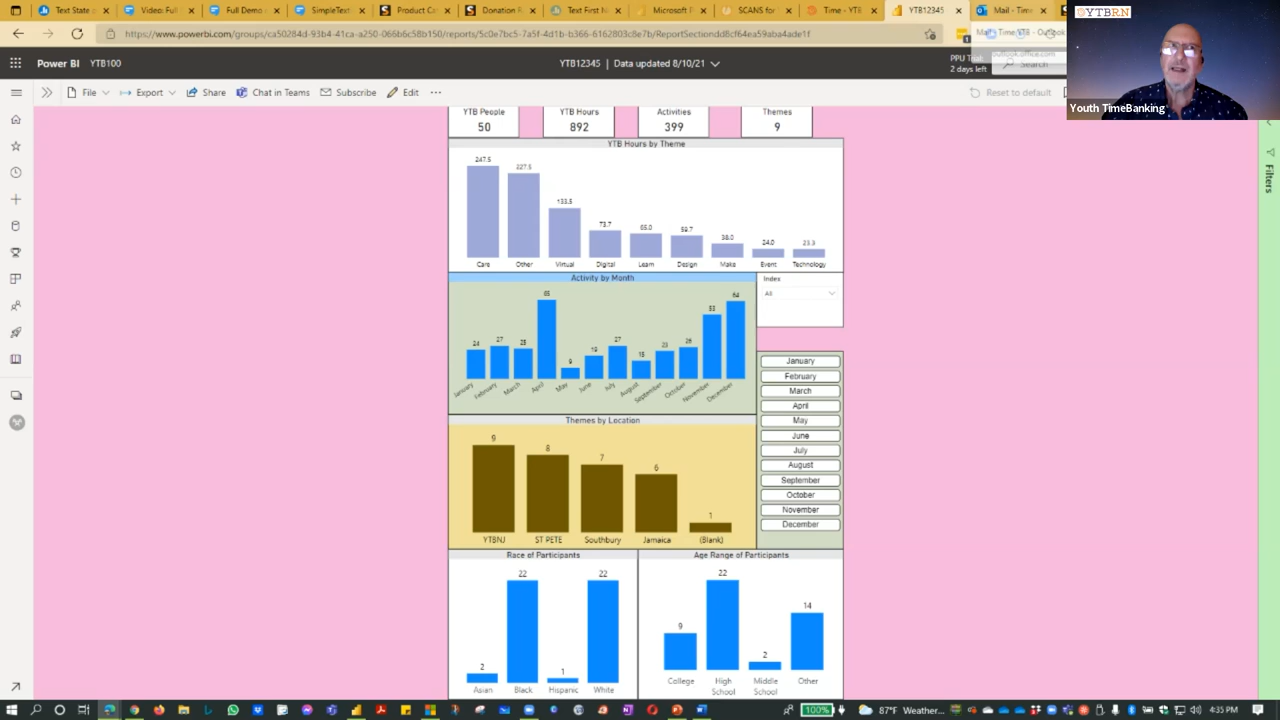 Text State o
Video: Full
Full Demo -
SimpleText
Product Ca
Donation R
Text First N
Microsoft P
SCANS for
Time - YTB
YTB12345
Mail - Time
YTBRN
https://www.powerbi.com/groups/ca50284d-93b4-41ca-a250-066b6c58b150/reports/5c0e7bc5-7a5f-4d1b-b366-6162803c8e7b/ReportSectiondd8cf64ea59aba4ade1f
Power BI YTB100
YTB12345 | Data updated 8/10/21
2 days left
Search
Youth TimeBanking
File Export Share Chat in Teams Subscribe Edit ···
Reset to default
Filters
YTB People
50
YTB Hours
892
Activities
399
Themes
9
YTB Hours by Theme
247.5 227.5 133.5 73.7 65.0 59.7 38.0 24.0 23.3
Care Other Virtual Digital Learn Design Make Event Technology
Activity by Month
24 27 25 65 9 19 27 15 23 26 53 64
January February March April May June July August September October November December
Index
All
January
February
March
April
May
June
July
August
September
October
November
December
Themes by Location
9 8 7 6 1
YTBNJ ST PETE Southbury Jamaica (Blank)
Race of Participants
2 22 1 22
Asian Black Hispanic White
Age Range of Participants
9 22 2 14
College High School Middle School Other
100%
87°F Weather...
4:35 PM